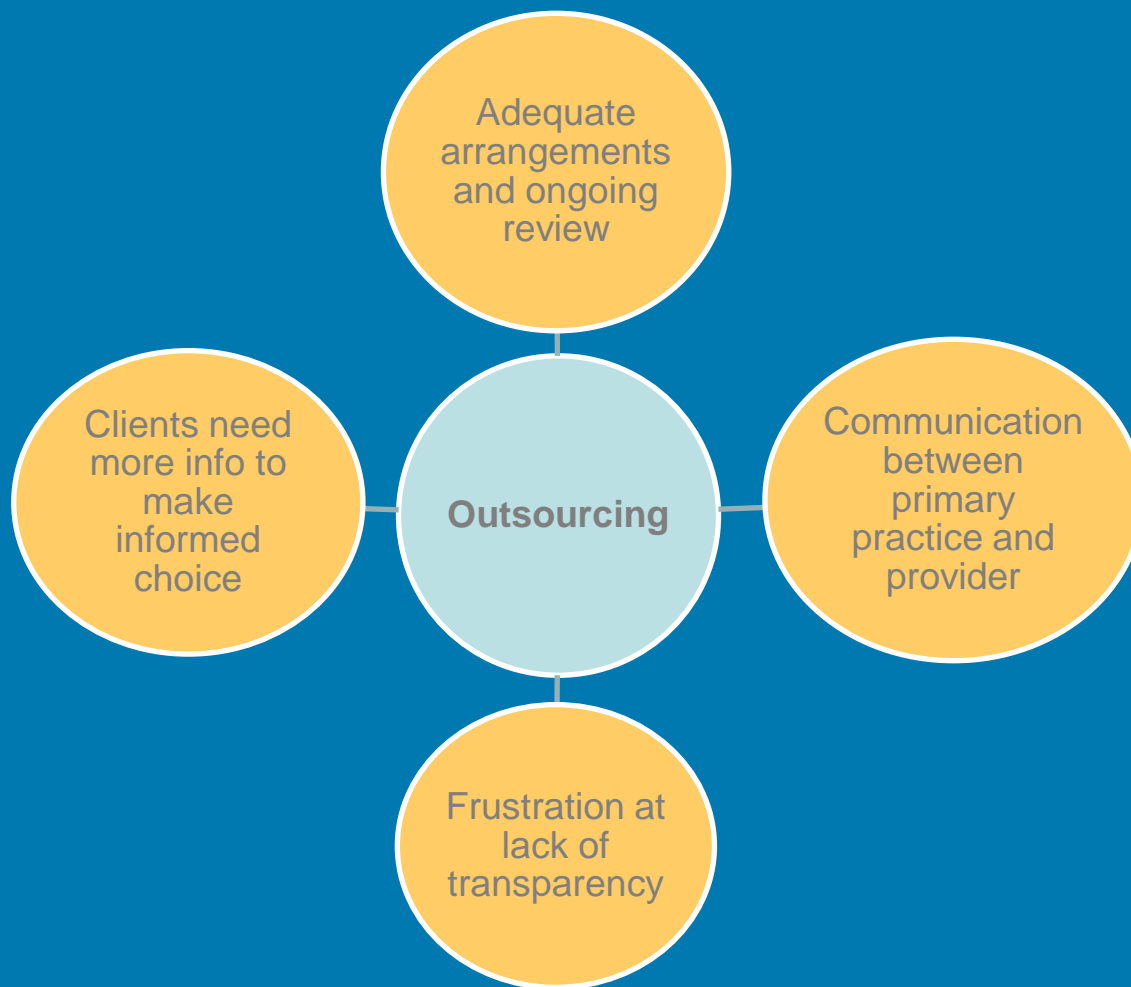 Adequate
arrangements
and ongoing
review
Clients need
more info to
make
informed
choice
Outsourcing
Communication
between
primary
practice and
provider
Frustration at
lack of
transparency